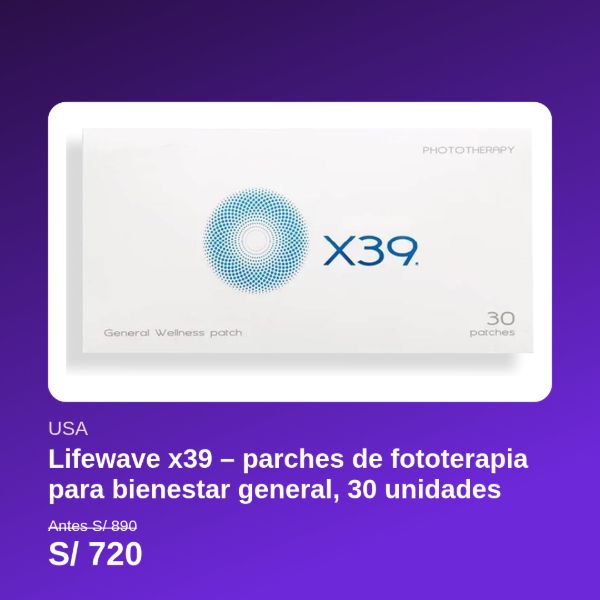 PHOTOTHERAPY
X39.
30
General Wellness patch
patches
USA
Lifewave x39 – parches de fototerapia
para bienestar general, 30 unidades
Antes S/ 890
S/ 720